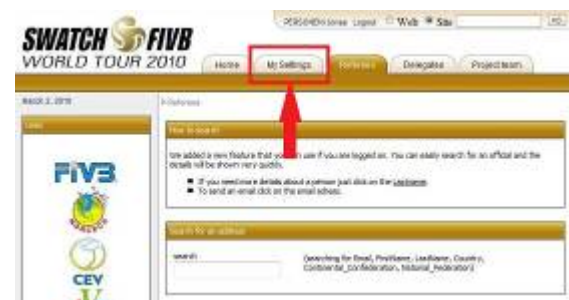 SWATCH FIVB
WORLD TOUR 2010
Logout Web Site
Home My Settings Referees Delegates Project team
March 2, 2010
Referees
Links
How to search
We added a new feature that you can use if you are logged on. You can easily search for an official and the
details will be shown very quickly.
If you need more details about a person just click on the Lastname.
To send an email click on the email adress.
FIVB
Search for an address
search
(searching for Email, FirstName, LastName, Country,
Continental_Confederation, National_Federation)
CEV